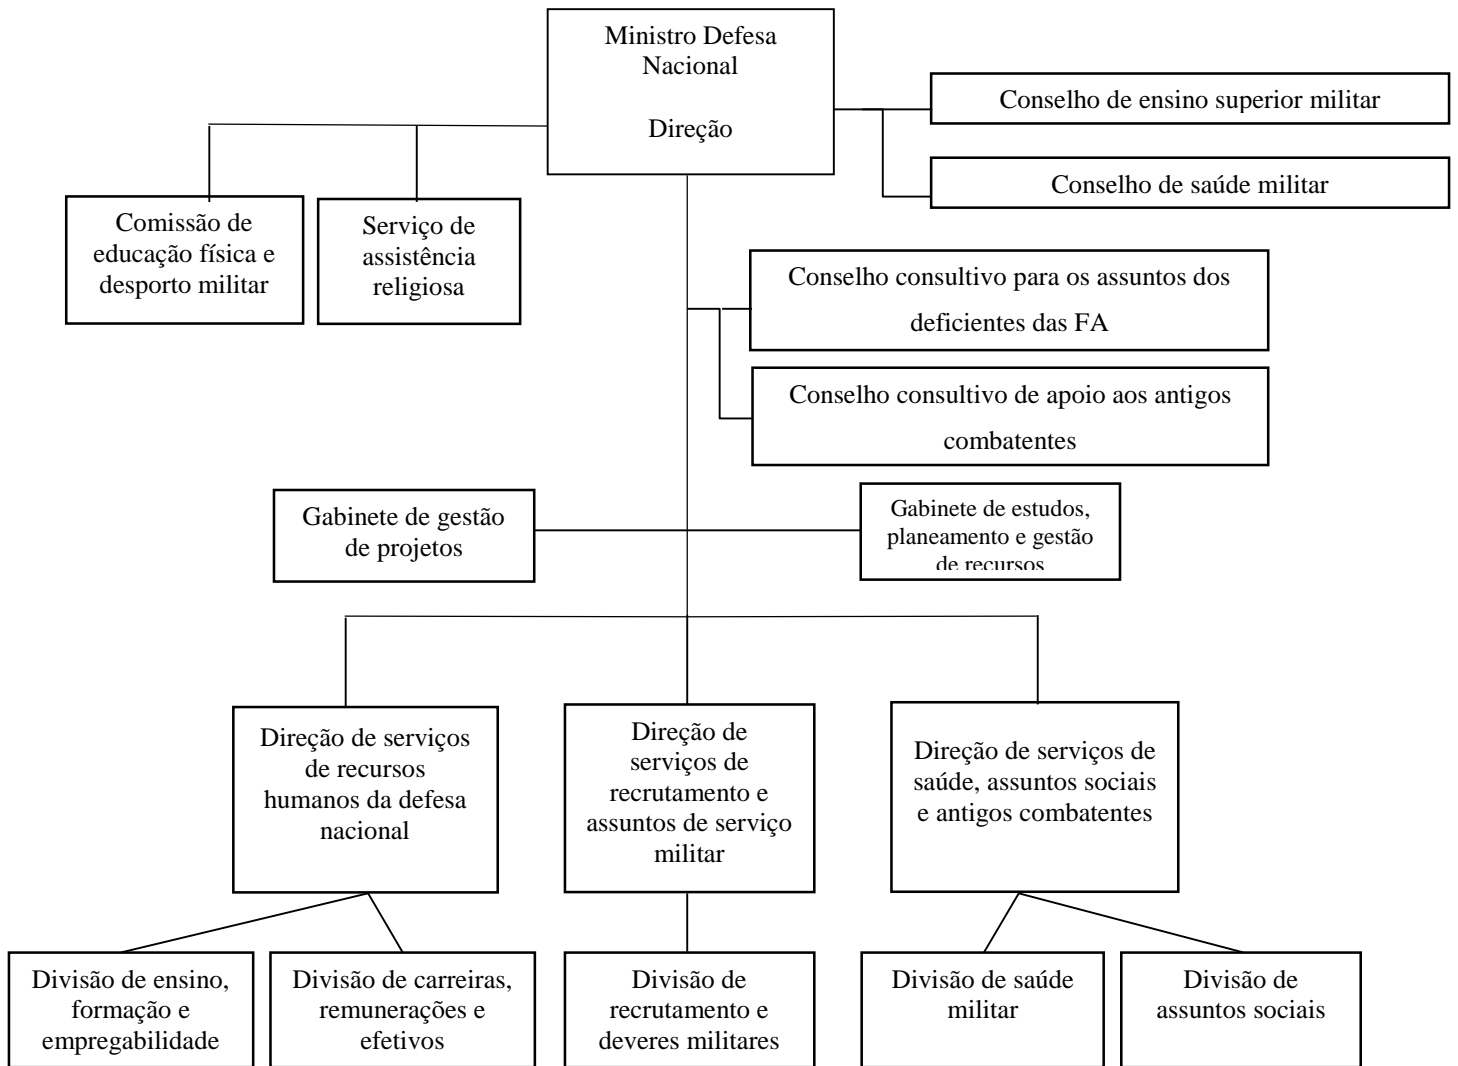 Ministro Defesa
Nacional
Direção
Conselho de ensino superior militar
Conselho de saúde militar
Comissão de
educação física e
desporto militar
Serviço de
assistência
religiosa
Conselho consultivo para os assuntos dos
deficientes das FA
Conselho consultivo de apoio aos antigos
combatentes
Gabinete de gestão
de projetos
Gabinete de estudos,
planeamento e gestão
de recursos
Direção de serviços
de recursos
humanos da defesa
nacional
Direção de
serviços de
recrutamento e
assuntos de serviço
militar
Direção de serviços de
saúde, assuntos sociais
e antigos combatentes
Divisão de ensino,
formação e
empregabilidade
Divisão de carreiras,
remunerações e
efetivos
Divisão de
recrutamento e
deveres militares
Divisão de saúde
militar
Divisão de
assuntos sociais